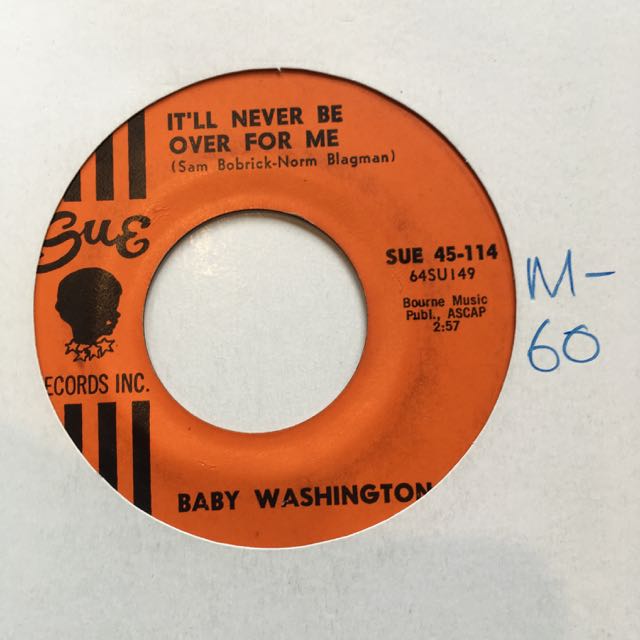 IT'LL NEVER BE
OVER FOR ME
(Sam Bobrick-Norm Blagman)
Sue
ECORDS INC.
SUE 45-114
64SU149
Bourne Music
Publ., ASCAP
2:57
BABY WASHINGTON
M-
60